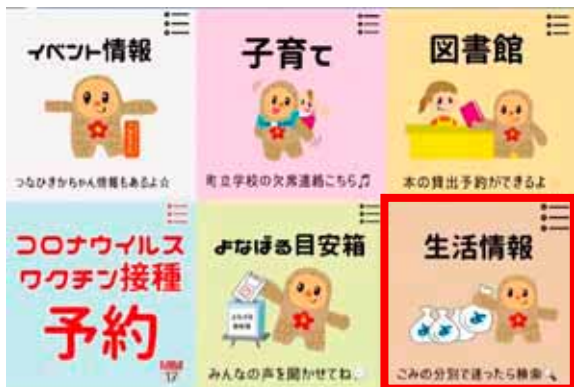 イベント情報
つなひきかちゃん情報もあるよ☆
子育て
町立学校の欠席連絡こちら♫
図書館
本の貸出予約ができるよ
コロナウイルス
ワクチン接種
予約
よなばる目安箱
みんなの声を聞かせてね
生活情報
ごみの分別で迷ったら検索